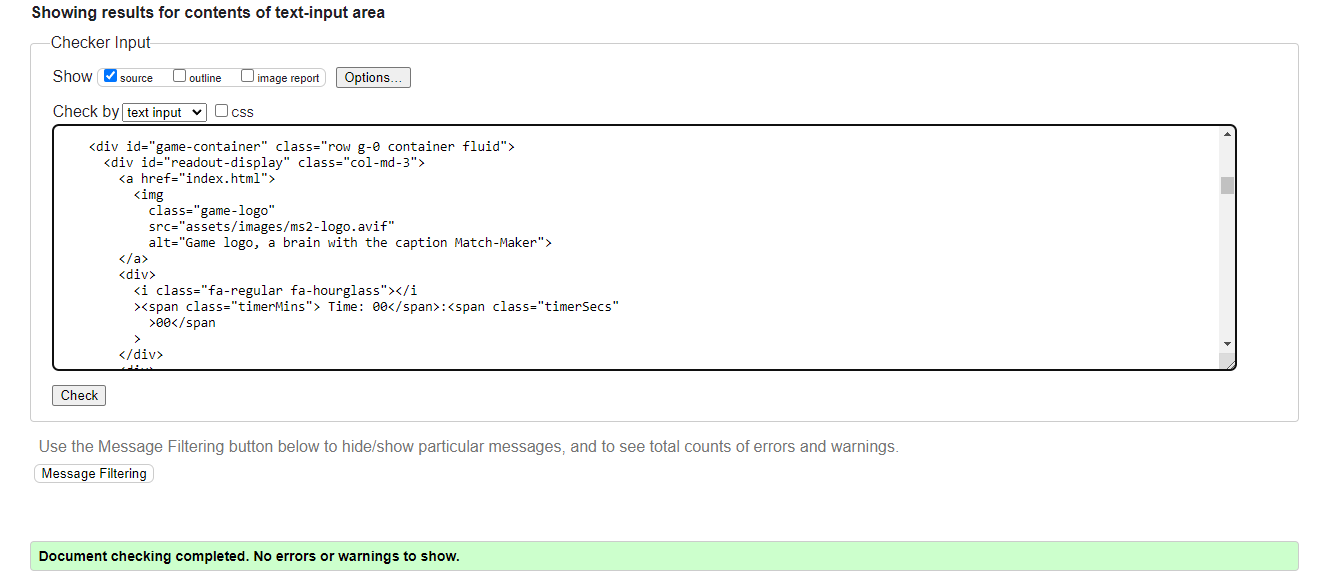 Showing results for contents of text-input area
Checker Input
Show source outline image report Options...
Check by text input css
<div id="game-container" class="row g-0 container fluid">
<div id="readout-display" class="col-md-3">
<a href="index.html">
<img
class="game-logo"
src="assets/images/ms2-logo.avif"
alt="Game logo, a brain with the caption Match-Maker">
</a>
<div>
<i class="fa-regular fa-hourglass"></i
><span class="timerMins"> Time: 00</span>:<span class="timerSecs"
>00</span
>
</div>
<div>
Check
Use the Message Filtering button below to hide/show particular messages, and to see total counts of errors and warnings.
Message Filtering
Document checking completed. No errors or warnings to show.